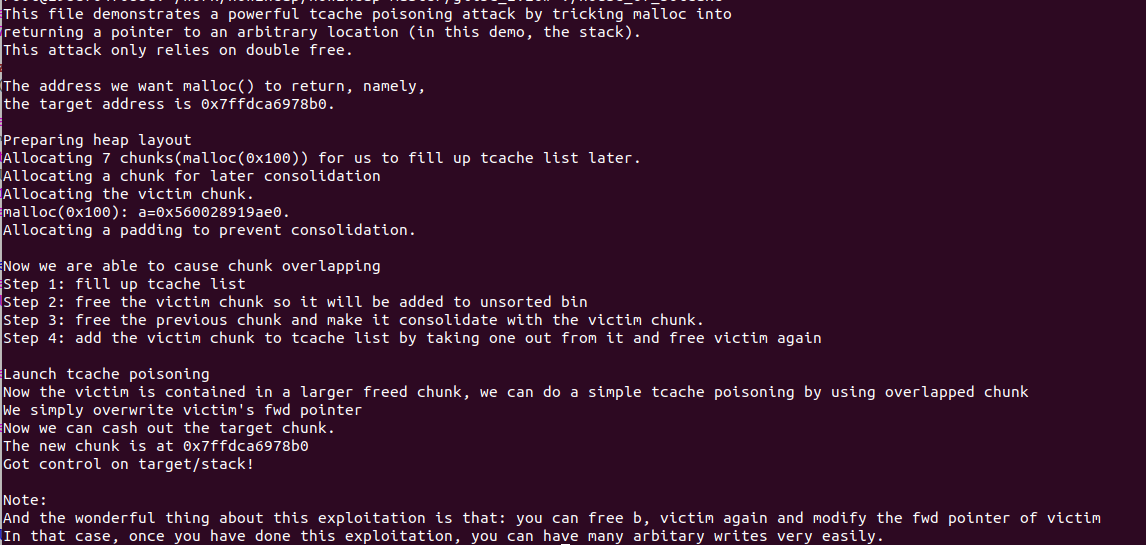 This file demonstrates a powerful tcache poisoning attack by tricking malloc into
returning a pointer to an arbitrary location (in this demo, the stack).
This attack only relies on double free.
The address we want malloc() to return, namely,
the target address is 0x7ffdca6978b0.
Preparing heap layout
Allocating 7 chunks(malloc(0x100)) for us to fill up tcache list later.
Allocating a chunk for later consolidation
Allocating the victim chunk.
malloc(0x100): a=0x560028919ae0.
Allocating a padding to prevent consolidation.
Now we are able to cause chunk overlapping
Step 1: fill up tcache list
Step 2: free the victim chunk so it will be added to unsorted bin
Step 3: free the previous chunk and make it consolidate with the victim chunk.
Step 4: add the victim chunk to tcache list by taking one out from it and free victim again
Launch tcache poisoning
Now the victim is contained in a larger freed chunk, we can do a simple tcache poisoning by using overlapped chunk
We simply overwrite victim's fwd pointer
Now we can cash out the target chunk.
The new chunk is at 0x7ffdca6978b0
Got control on target/stack!
Note:
And the wonderful thing about this exploitation is that: you can free b, victim again and modify the fwd pointer of victim
In that case, once you have done this exploitation, you can have many arbitary writes very easily.